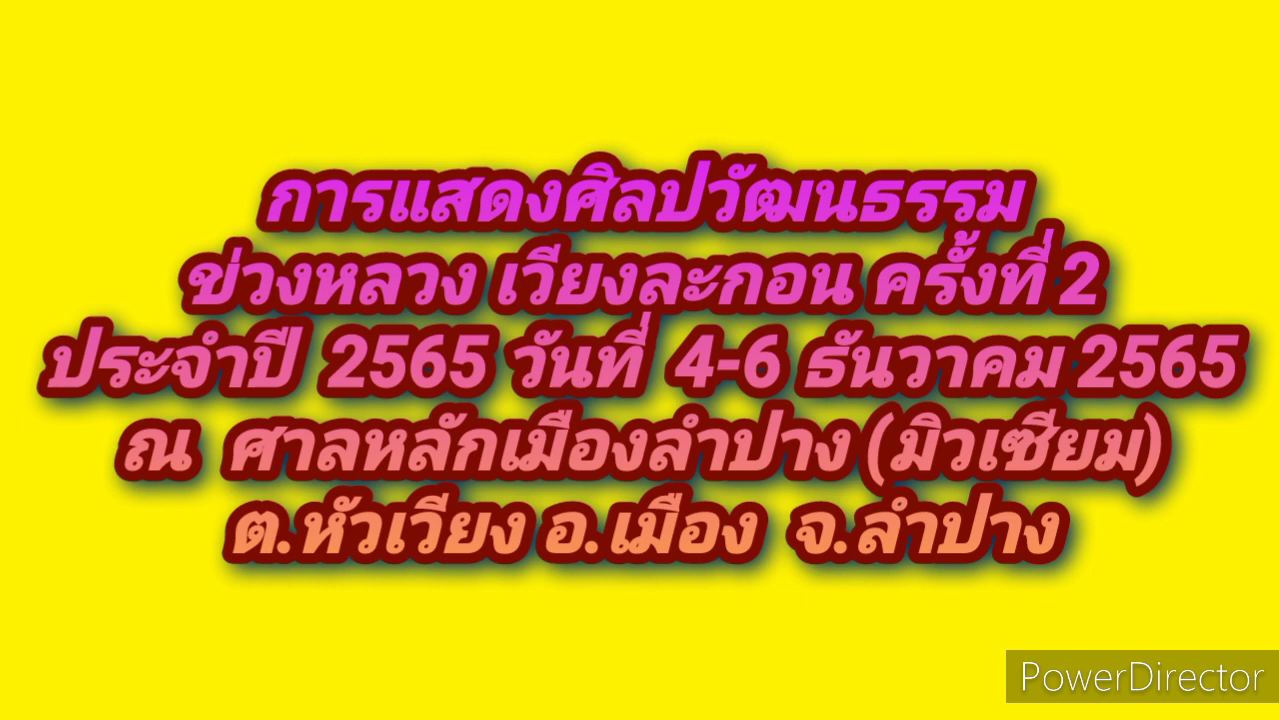 การแสดงศิลปวัฒนธรรม
ข่วงหลวง เวียงละกอน ครั้งที่ 2
ประจำปี 2565 วันที่ 4-6 ธันวาคม 2565
ณ ศาลหลักเมืองลำปาง (มิวเซียม)
ต.หัวเวียง อ.เมือง จ.ลำปาง
PowerDirector